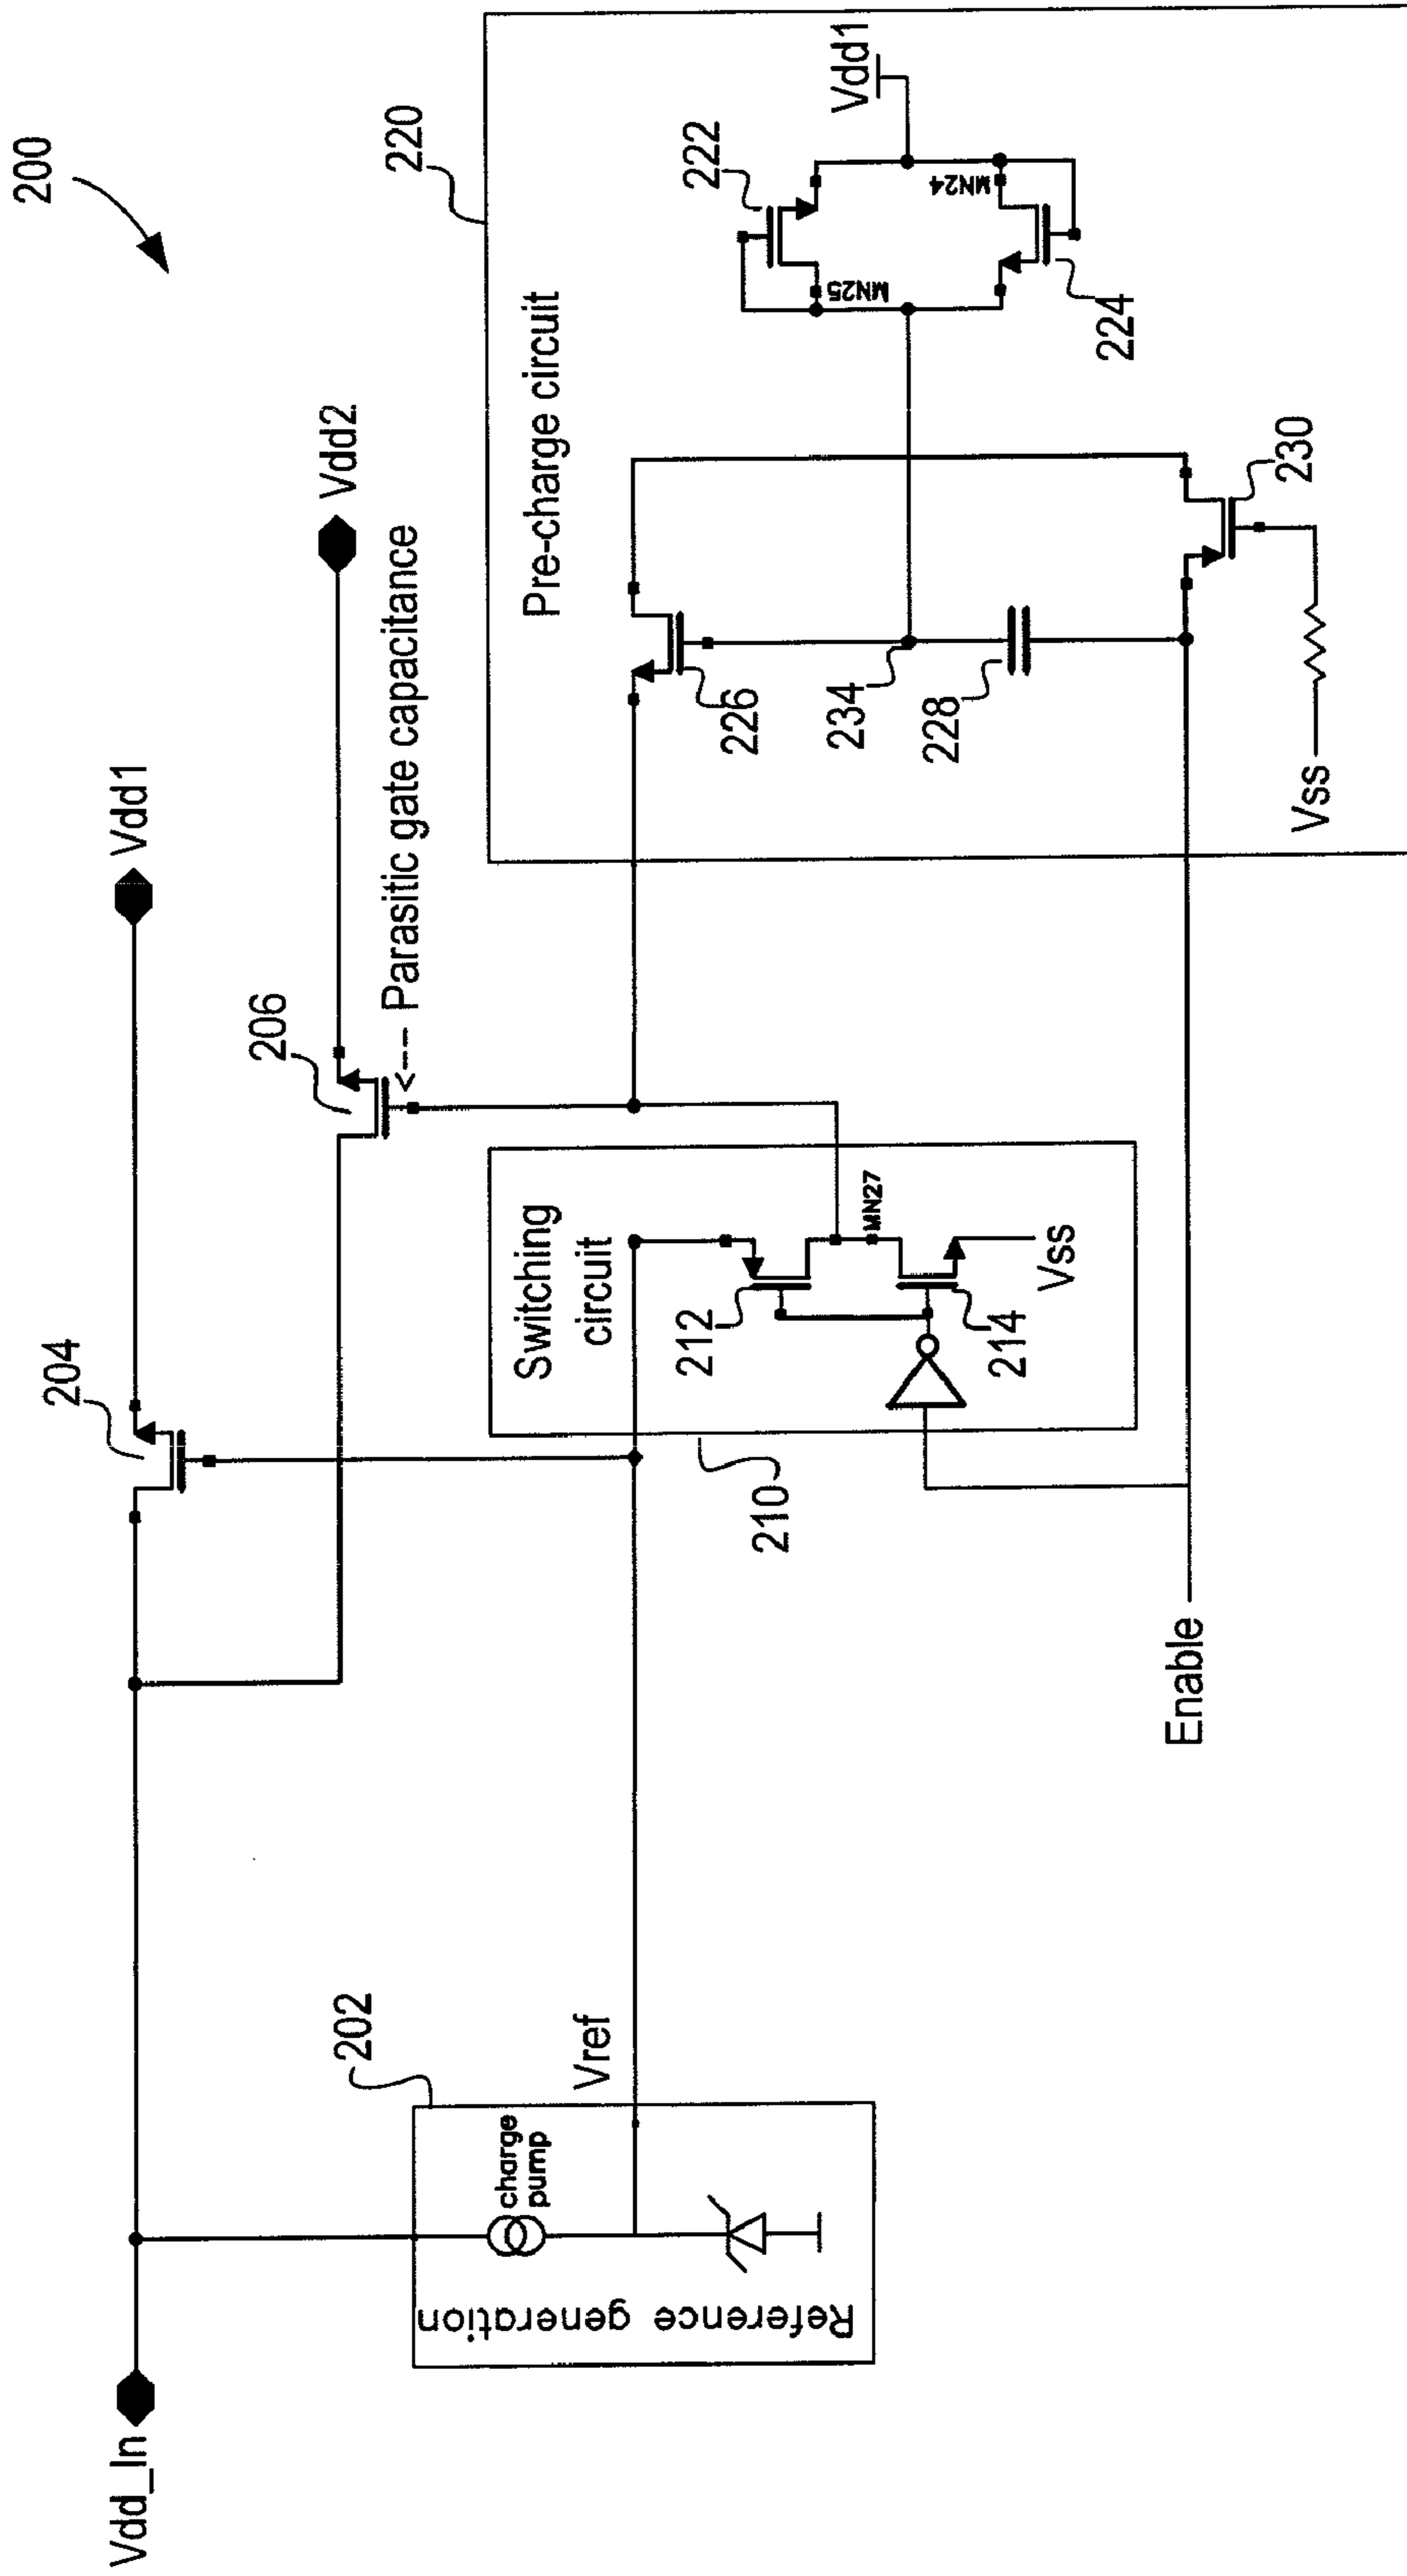 200
Vdd_In
Vdd1
204
Vdd2
206
<--- Parasitic gate capacitance
202
charge
pump
Reference generation
Vref
Switching
circuit
212
MN27
214
Vss
210
Enable
220
Pre-charge circuit
222
MN25
MN24
Vdd1
224
226
234
228
230
Vss